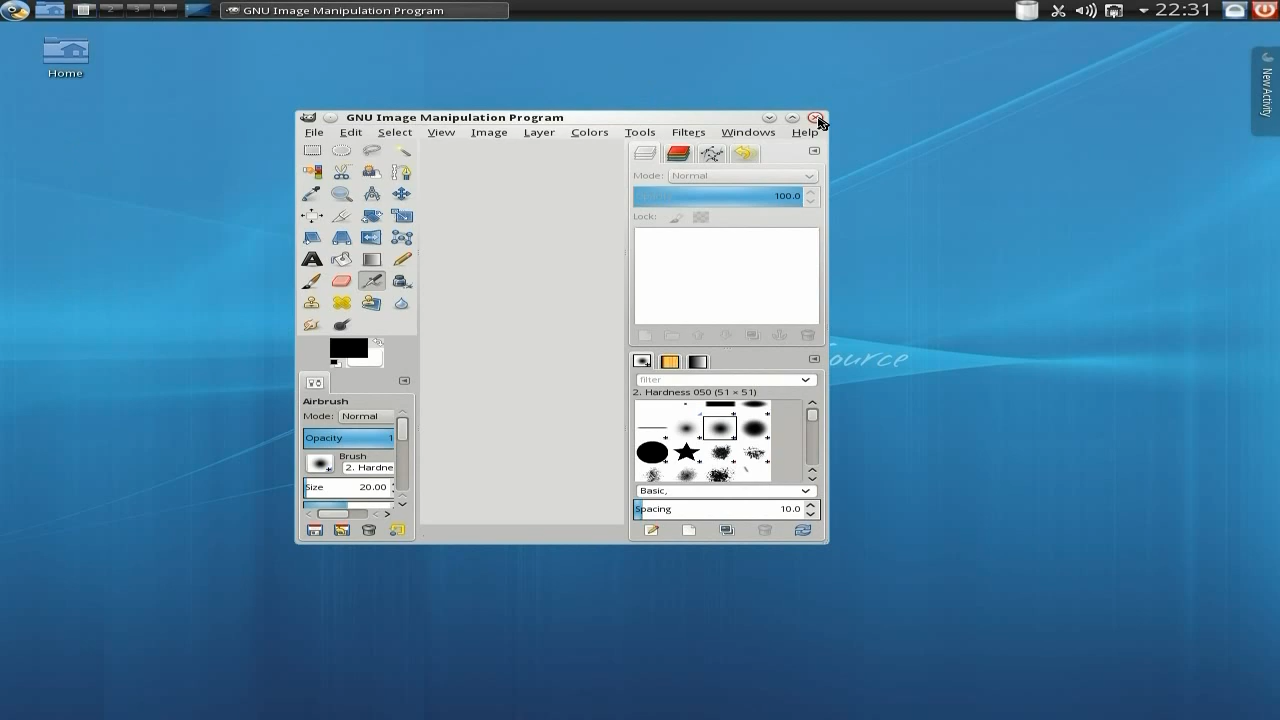 GNU Image Manipulation Program
22:31
Home
New Activity
GNU Image Manipulation Program
File Edit Select View Image Layer Colors Tools Filters Windows Help
Mode: Normal
100.0
Lock:
ource
filter
2. Hardness 050 (51 × 51)
Airbrush
Mode: Normal
Opacity 1
Brush
2. Hardne
Size 20.00
Basic,
Spacing 10.0